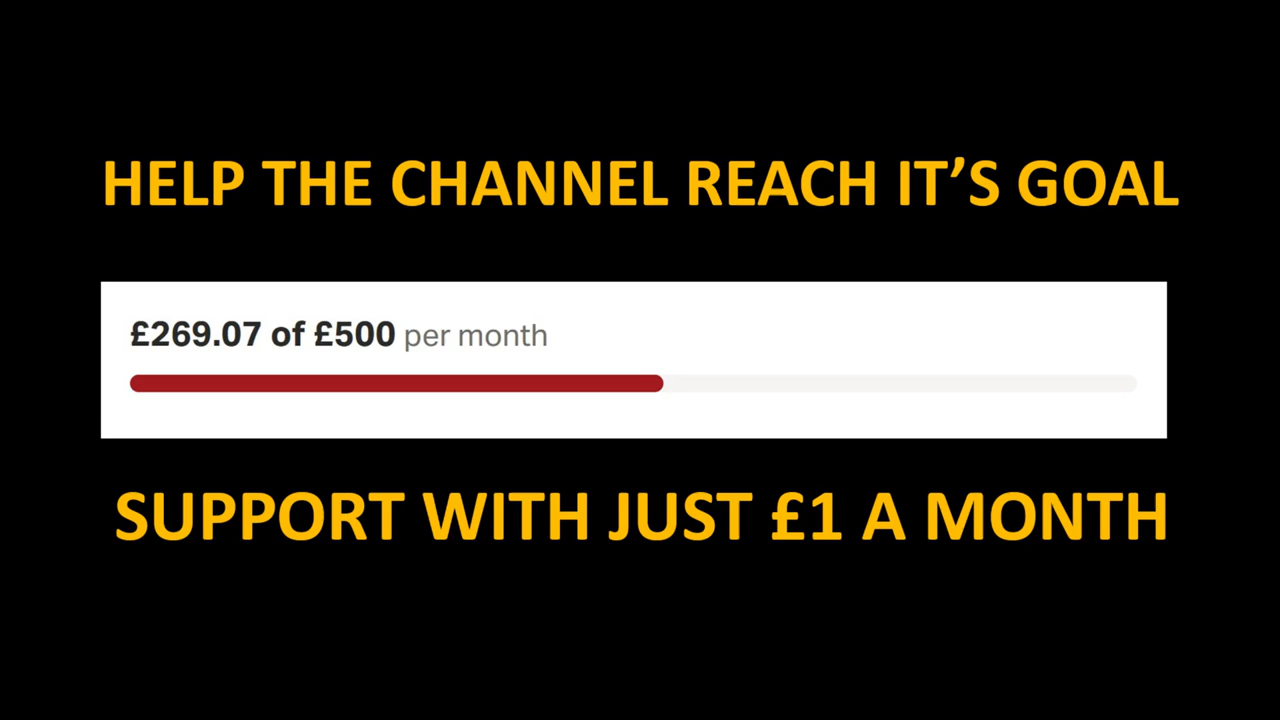 HELP THE CHANNEL REACH IT’S GOAL
£269.07 of £500 per month
SUPPORT WITH JUST £1 A MONTH